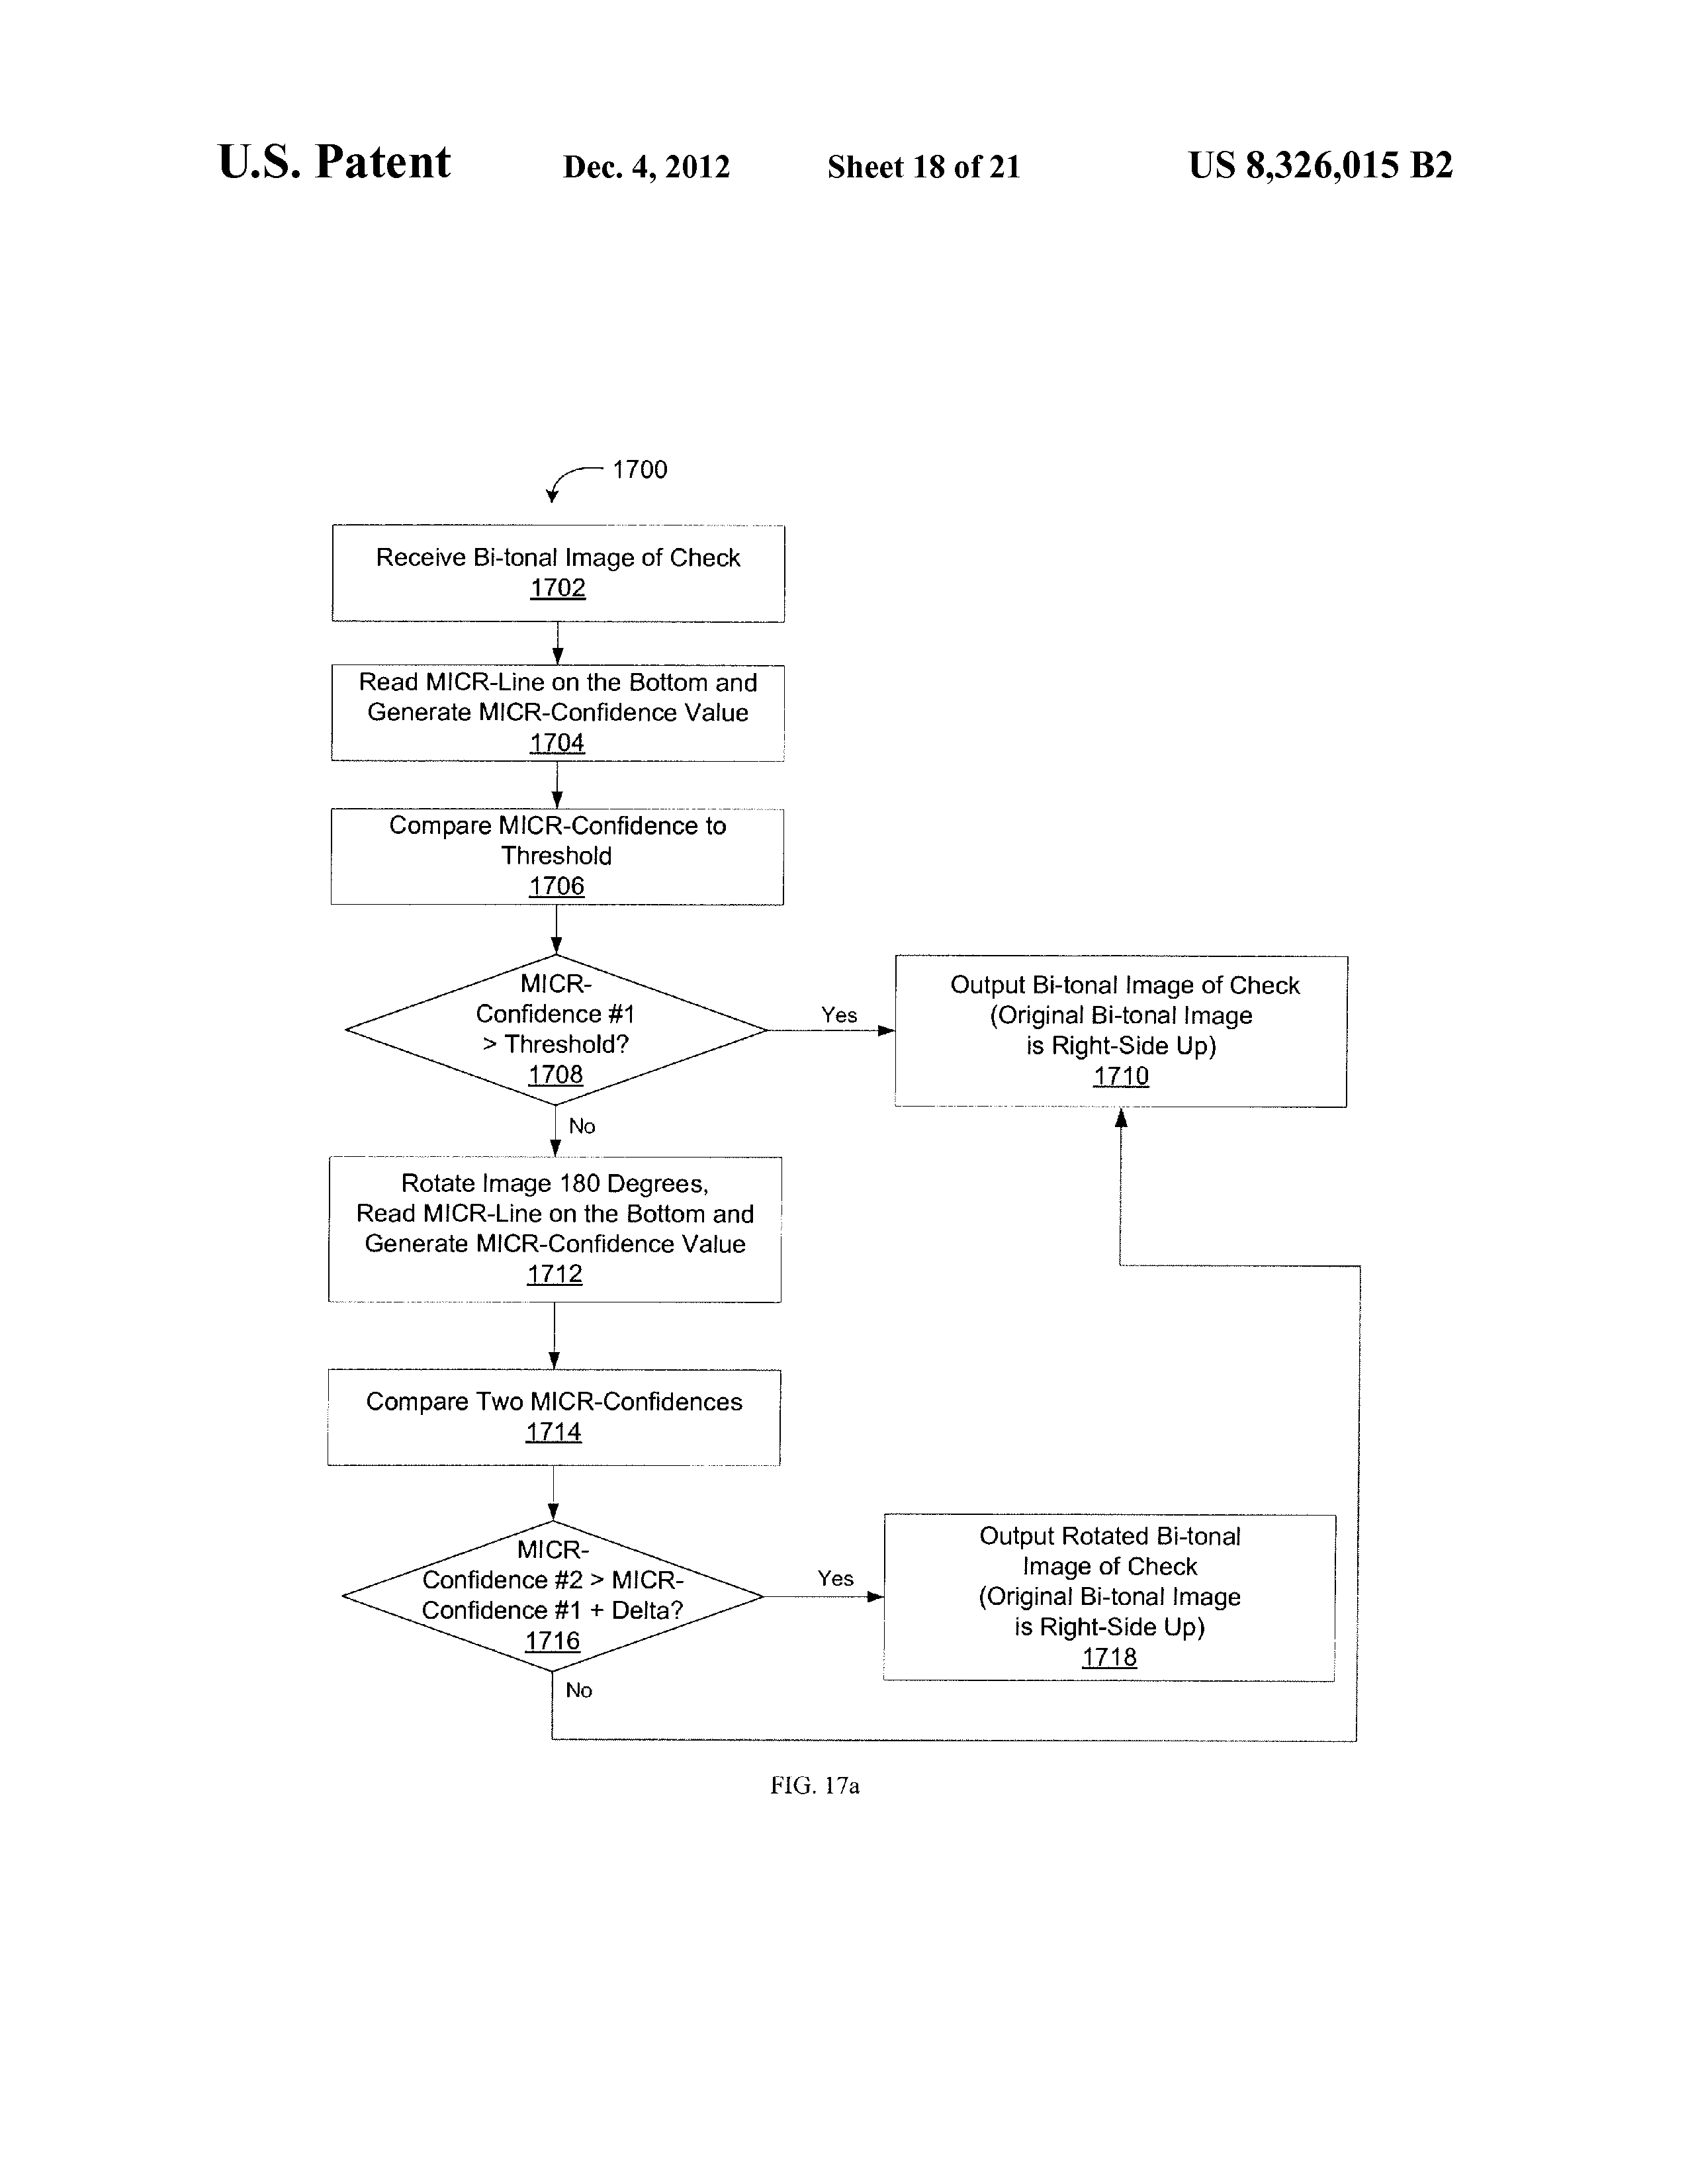 U.S. Patent Dec. 4, 2012 Sheet 18 of 21 US 8,326,015 B2
1700
Receive Bi-tonal Image of Check
1702
Read MICR-Line on the Bottom and
Generate MICR-Confidence Value
1704
Compare MICR-Confidence to
Threshold
1706
MICR-
Confidence #1
> Threshold?
1708
Yes
Output Bi-tonal Image of Check
(Original Bi-tonal Image
is Right-Side Up)
1710
No
Rotate Image 180 Degrees,
Read MICR-Line on the Bottom and
Generate MICR-Confidence Value
1712
Compare Two MICR-Confidences
1714
MICR-
Confidence #2 > MICR-
Confidence #1 + Delta?
1716
Yes
Output Rotated Bi-tonal
Image of Check
(Original Bi-tonal Image
is Right-Side Up)
1718
No
FIG. 17a